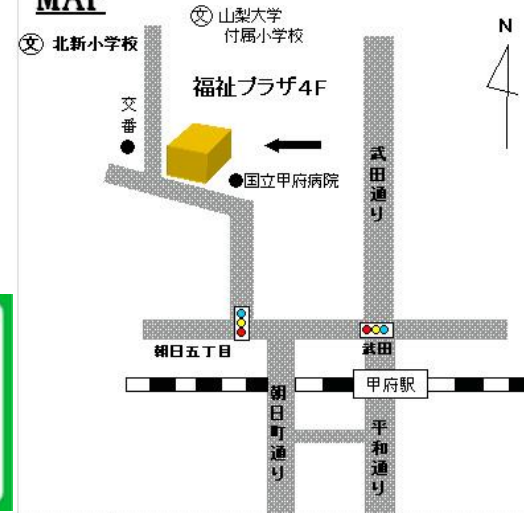 MAP
文 山梨大学
付属小学校
N
文 北新小学校
福祉プラザ4F
交番
国立甲府病院
武田通り
朝日五丁目
武田
甲府駅
朝日町通り
平和通り